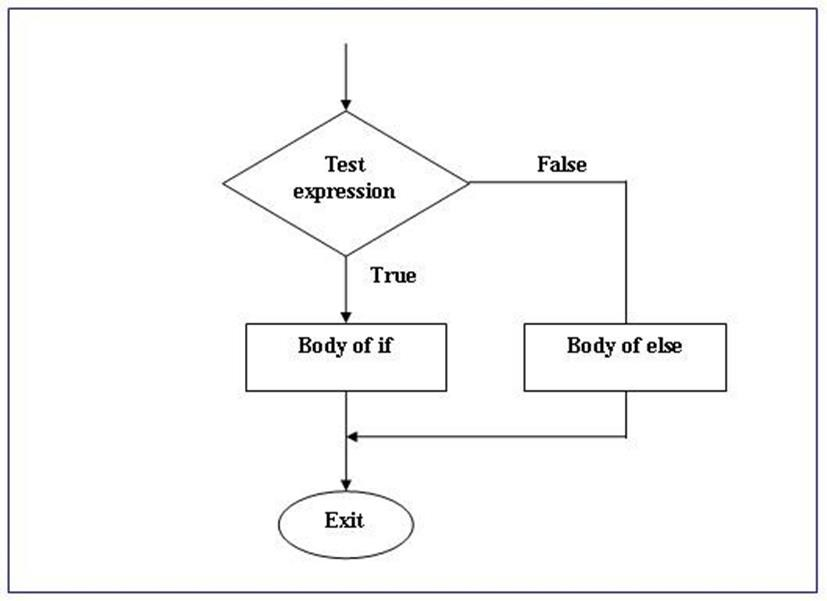 Test
expression
False
True
Body of if
Body of else
Exit